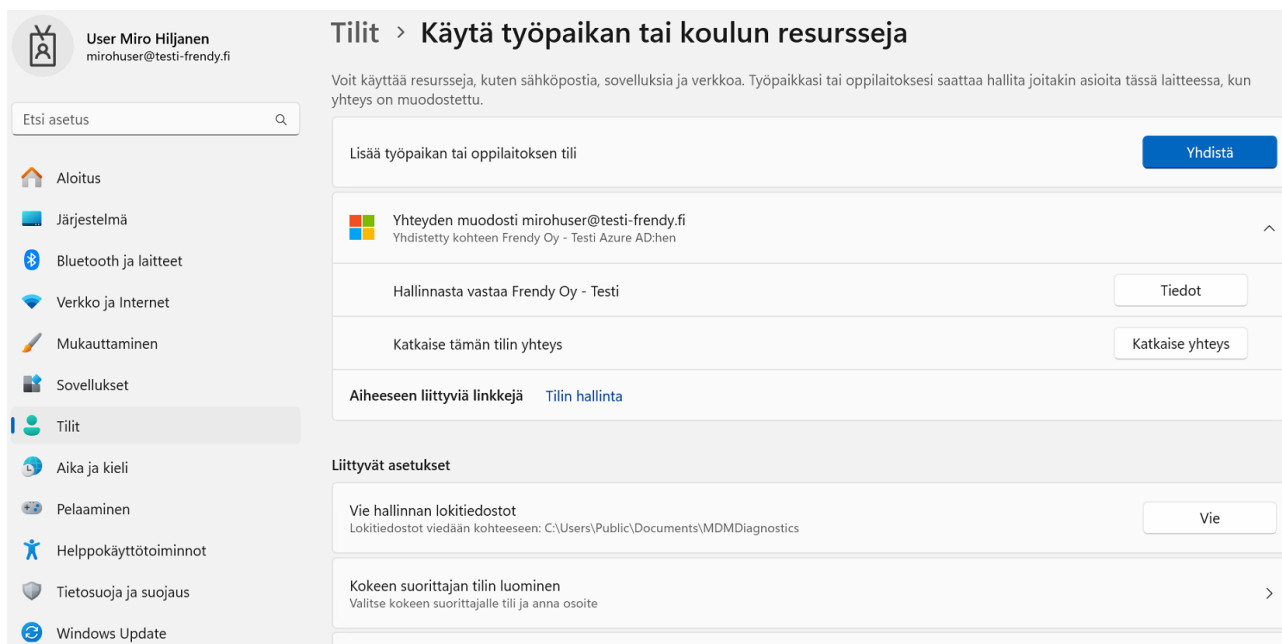 User Miro Hiljanen
mirohuser@testi-frendy.fi
Etsi asetus
Aloitus
Järjestelmä
Bluetooth ja laitteet
Verkko ja Internet
Mukauttaminen
Sovellukset
Tilit
Aika ja kieli
Pelaaminen
Helppokäyttötoiminnot
Tietosuoja ja suojaus
Windows Update
Tilit > Käytä työpaikan tai koulun resursseja
Voit käyttää resursseja, kuten sähköpostia, sovelluksia ja verkkoa. Työpaikkasi tai oppilaitoksesi saattaa hallita joitakin asioita tässä laitteessa, kun
yhteys on muodostettu.
Lisää työpaikan tai oppilaitoksen tili
Yhdistä
Yhteyden muodosti mirohuser@testi-frendy.fi
Yhdistetty kohteen Frendy Oy - Testi Azure AD:hen
Hallinnasta vastaa Frendy Oy - Testi
Tiedot
Katkaise tämän tilin yhteys
Katkaise yhteys
Aiheeseen liittyviä linkkejä Tilin hallinta
Liittyvät asetukset
Vie hallinnan lokitiedostot
Lokitiedostot viedään kohteeseen: C:\Users\Public\Documents\MDMDiagnostics
Vie
Kokeen suorittajan tilin luominen
Valitse kokeen suorittajalle tili ja anna osoite